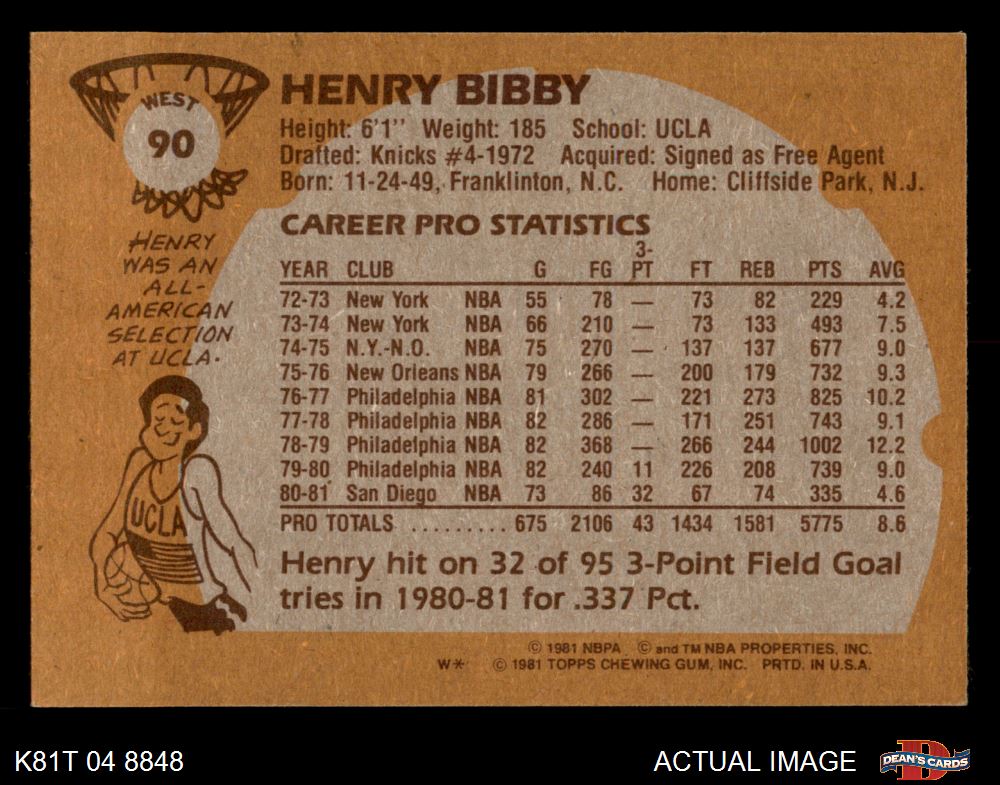 WEST
90
HENRY BIBBY
Height: 6'1'' Weight: 185 School: UCLA
Drafted: Knicks #4-1972 Acquired: Signed as Free Agent
Born: 11-24-49, Franklinton, N.C. Home: Cliffside Park, N.J.
HENRY
WAS AN
ALL-
AMERICAN
SELECTION
AT UCLA.
UCLA
CAREER PRO STATISTICS
YEAR CLUB G FG 3-PT FT REB PTS AVG
72-73 New York NBA 55 78 — 73 82 229 4.2
73-74 New York NBA 66 210 — 73 133 493 7.5
74-75 N.Y.-N.O. NBA 75 270 — 137 137 677 9.0
75-76 New Orleans NBA 79 266 — 200 179 732 9.3
76-77 Philadelphia NBA 81 302 — 221 273 825 10.2
77-78 Philadelphia NBA 82 286 — 171 251 743 9.1
78-79 Philadelphia NBA 82 368 — 266 244 1002 12.2
79-80 Philadelphia NBA 82 240 11 226 208 739 9.0
80-81 San Diego NBA 73 86 32 67 74 335 4.6
PRO TOTALS ......... 675 2106 43 1434 1581 5775 8.6
Henry hit on 32 of 95 3-Point Field Goal
tries in 1980-81 for .337 Pct.
© 1981 NBPA © and TM NBA PROPERTIES, INC.
W* © 1981 TOPPS CHEWING GUM, INC. PRTD. IN U.S.A.
K81T 04 8848
ACTUAL IMAGE
D
DEAN'S CARDS